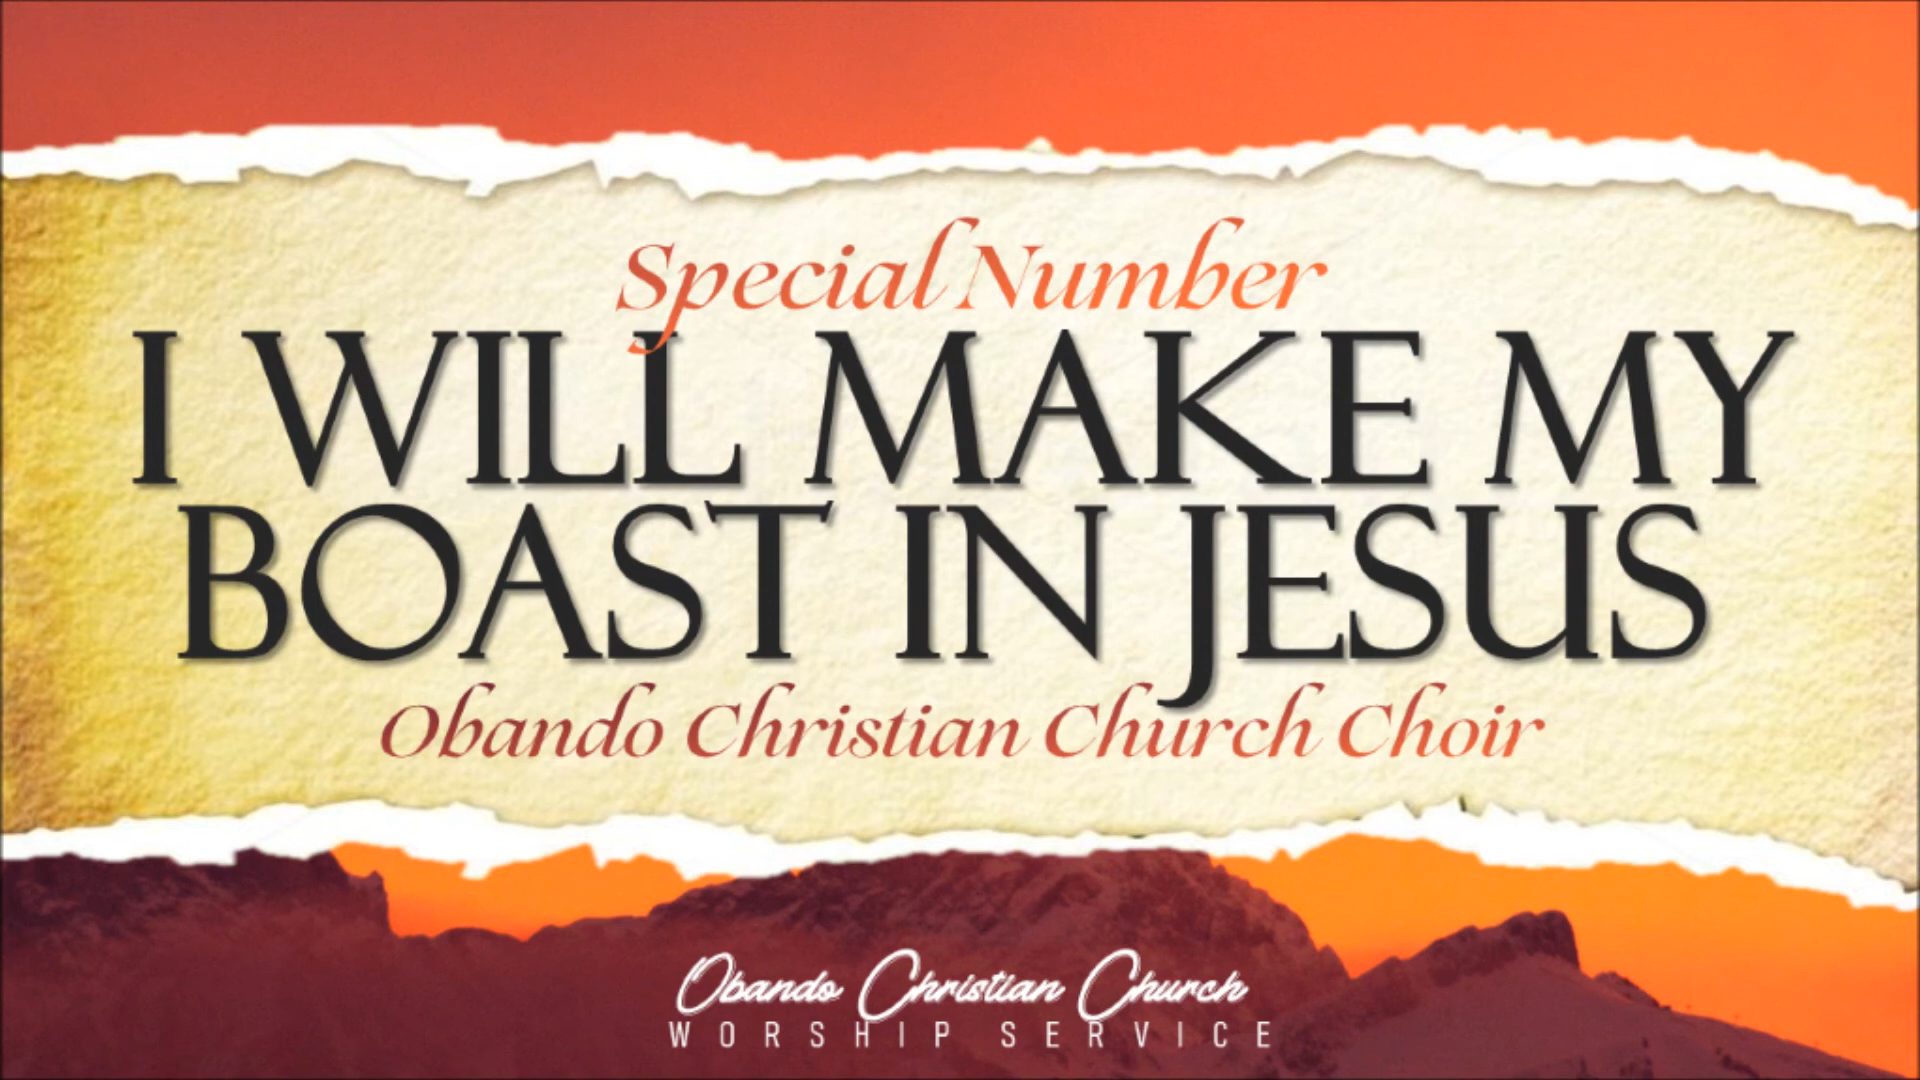 Special Number
I WILL MAKE MY
BOAST IN JESUS
Obando Christian Church Choir
Obando Christian Church
WORSHIP SERVICE